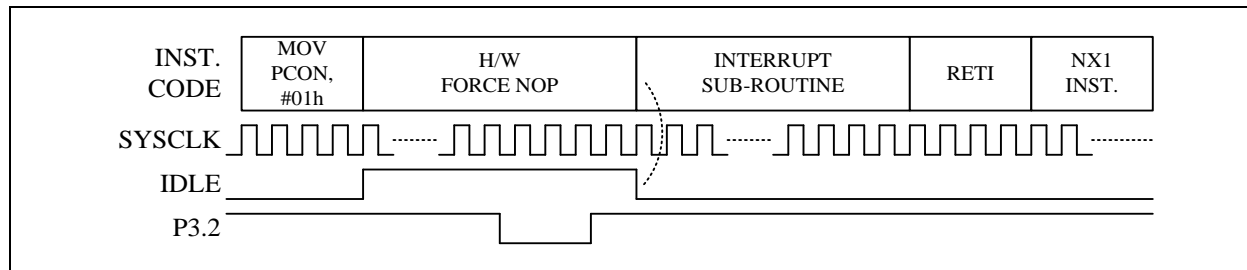 INST.
CODE
MOV
PCON,
#01h
H/W
FORCE NOP
INTERRUPT
SUB-ROUTINE
RETI
NX1
INST.
SYSCLK
IDLE
P3.2